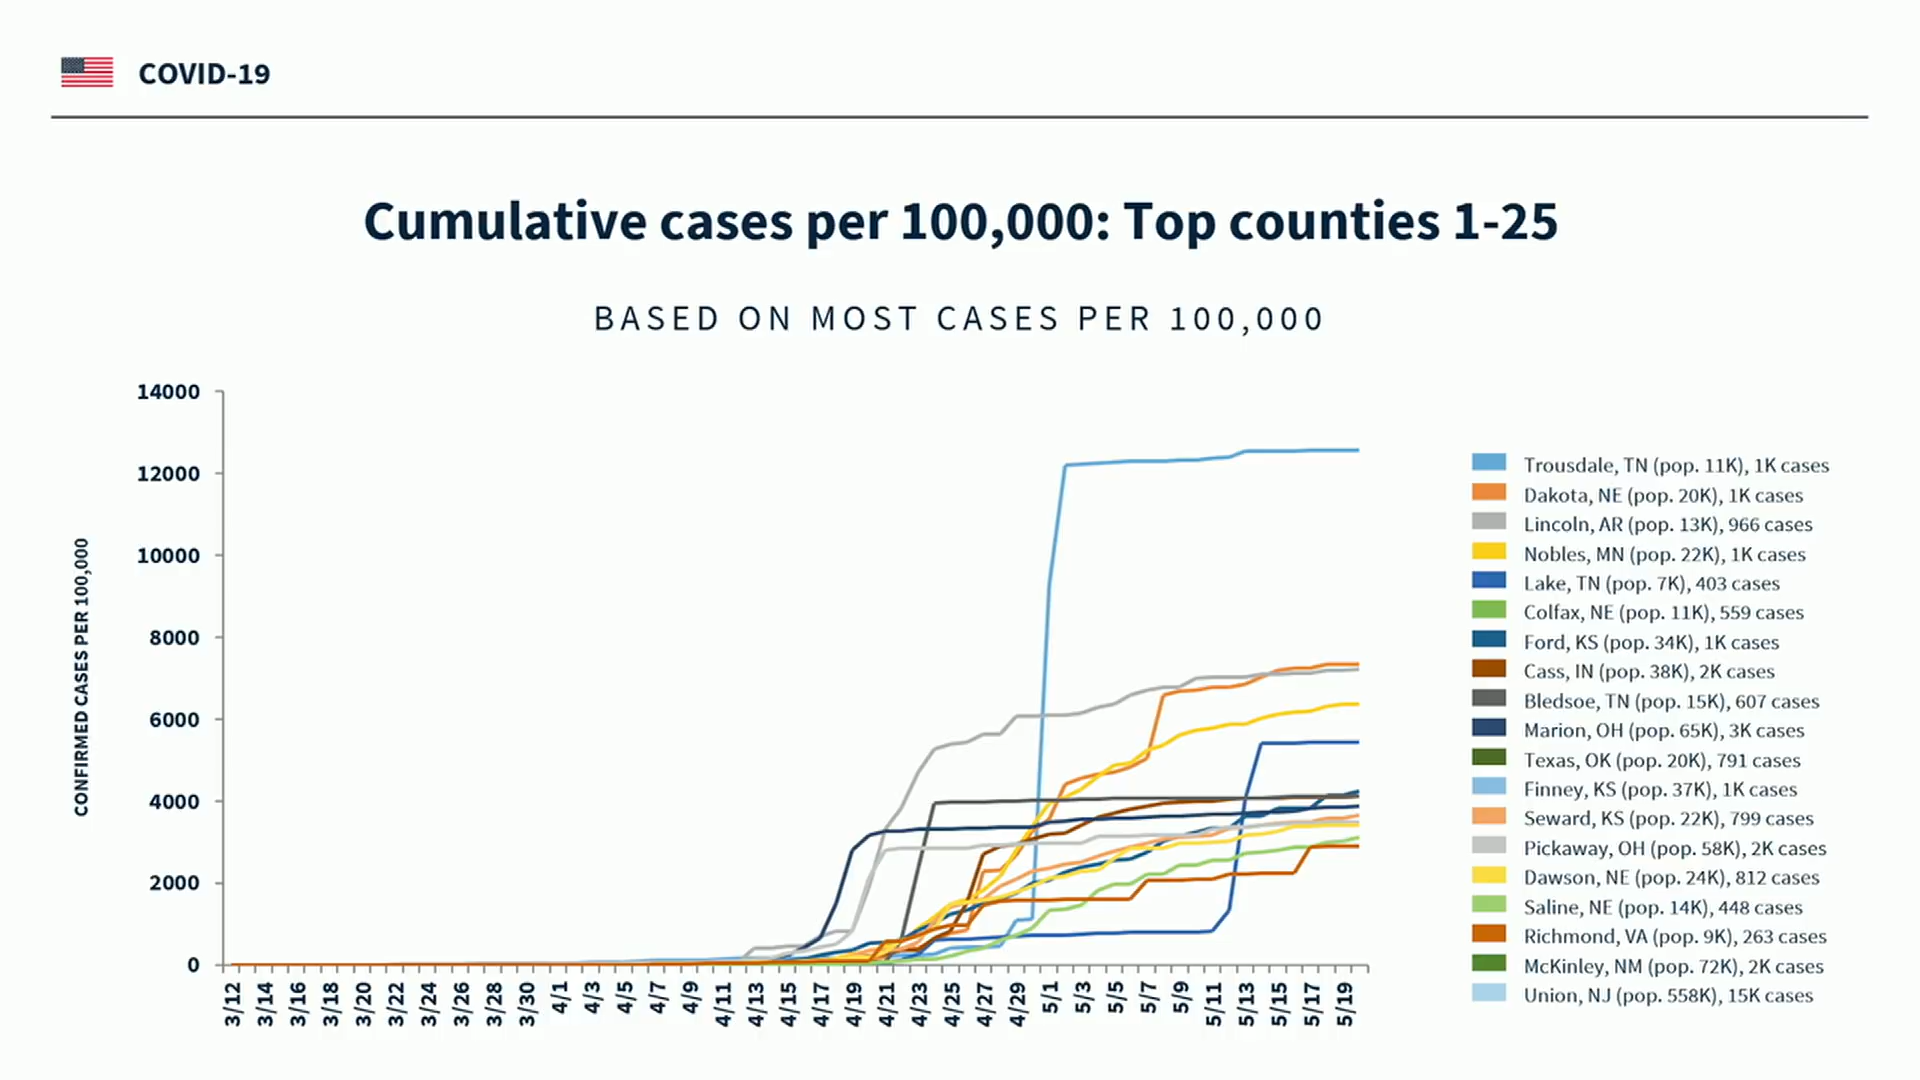 COVID-19
Cumulative cases per 100,000: Top counties 1-25
BASED ON MOST CASES PER 100,000
CONFIRMED CASES PER 100,000
14000
12000
10000
8000
6000
4000
2000
0
3/12 3/14 3/16 3/18 3/20 3/22 3/24 3/26 3/28 3/30 4/1 4/3 4/5 4/7 4/9 4/11 4/13 4/15 4/17 4/19 4/21 4/23 4/25 4/27 4/29 5/1 5/3 5/5 5/7 5/9 5/11 5/13 5/15 5/17 5/19
Trousdale, TN (pop. 11K), 1K cases
Dakota, NE (pop. 20K), 1K cases
Lincoln, AR (pop. 13K), 966 cases
Nobles, MN (pop. 22K), 1K cases
Lake, TN (pop. 7K), 403 cases
Colfax, NE (pop. 11K), 559 cases
Ford, KS (pop. 34K), 1K cases
Cass, IN (pop. 38K), 2K cases
Bledsoe, TN (pop. 15K), 607 cases
Marion, OH (pop. 65K), 3K cases
Texas, OK (pop. 20K), 791 cases
Finney, KS (pop. 37K), 1K cases
Seward, KS (pop. 22K), 799 cases
Pickaway, OH (pop. 58K), 2K cases
Dawson, NE (pop. 24K), 812 cases
Saline, NE (pop. 14K), 448 cases
Richmond, VA (pop. 9K), 263 cases
McKinley, NM (pop. 72K), 2K cases
Union, NJ (pop. 558K), 15K cases